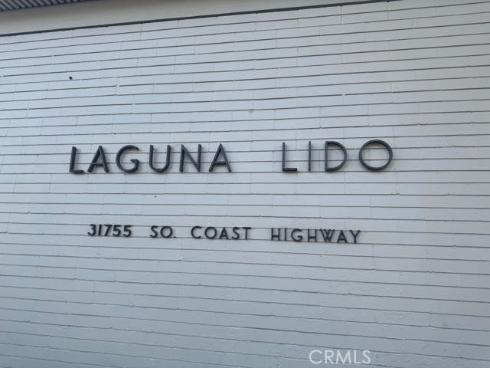 LAGUNA LIDO
31755 SO. COAST HIGHWAY
CRMLS